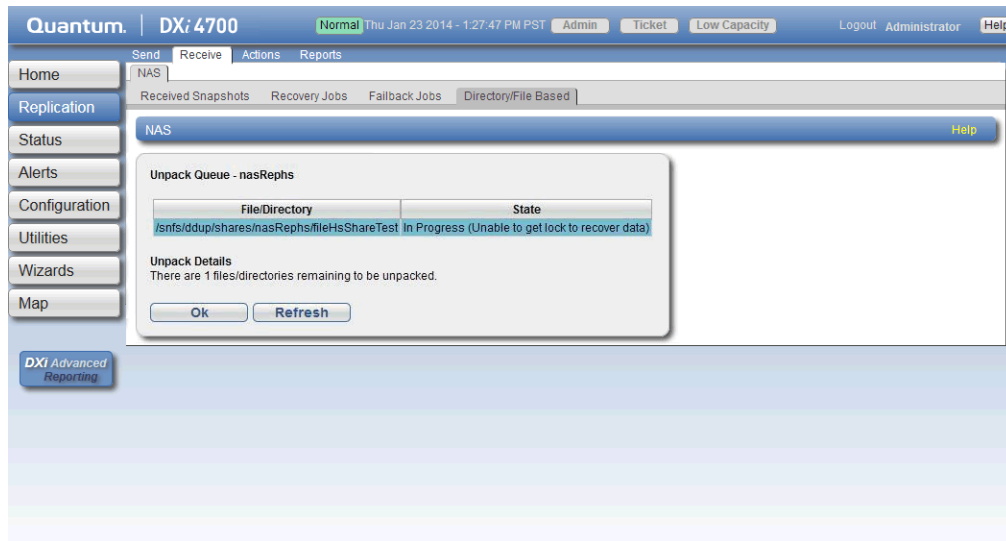 Quantum. | DXi 4700 Normal Thu Jan 23 2014 - 1:27:47 PM PST Admin Ticket Low Capacity Logout Administrator Help
Send Receive Actions Reports
NAS
Received Snapshots Recovery Jobs Failback Jobs Directory/File Based
Home
Replication
Status
Alerts
Configuration
Utilities
Wizards
Map
DXi Advanced
Reporting
NAS Help
Unpack Queue - nasRephs
File/Directory State
/snfs/ddup/shares/nasRephs/fileHsShareTest In Progress (Unable to get lock to recover data)
Unpack Details
There are 1 files/directories remaining to be unpacked.
Ok Refresh